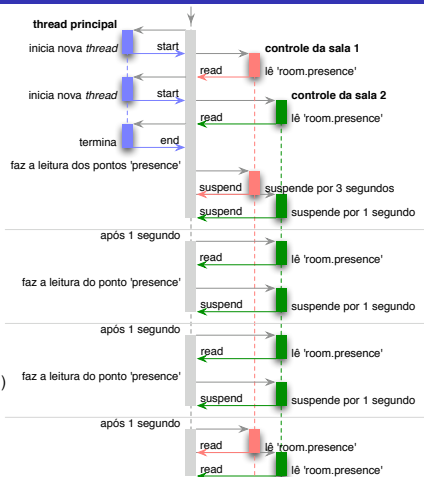 thread principal
inicia nova thread
start
controle da sala 1
read
lê 'room.presence'
inicia nova thread
start
controle da sala 2
read
lê 'room.presence'
termina
end
faz a leitura dos pontos 'presence'
suspend
suspende por 3 segundos
suspend
suspende por 1 segundo
após 1 segundo
read
lê 'room.presence'
faz a leitura do ponto 'presence'
suspend
suspende por 1 segundo
após 1 segundo
read
lê 'room.presence'
)
faz a leitura do ponto 'presence'
suspend
suspende por 1 segundo
após 1 segundo
read
lê 'room.presence'
read
lê 'room.presence'